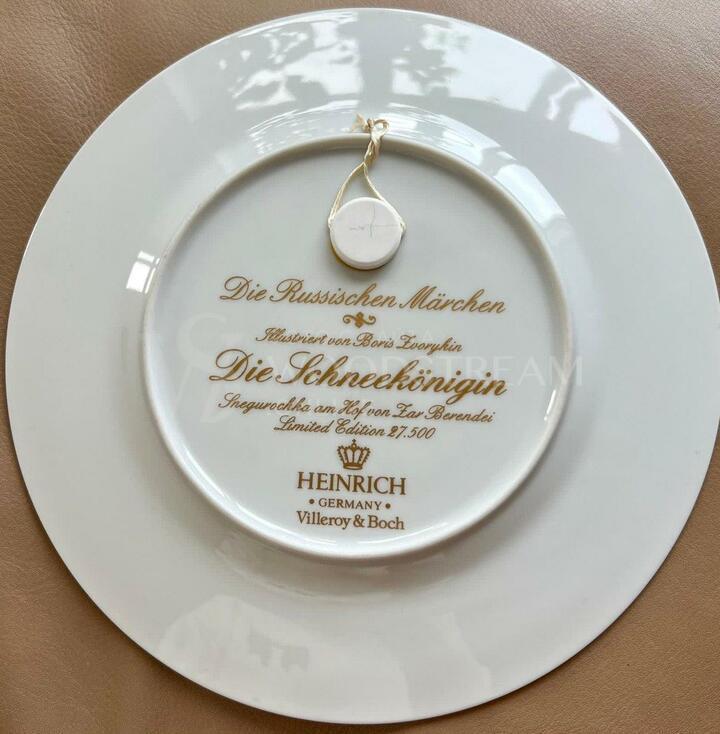 Die Russischen Märchen
Illustriert von Boris Zvorykin
Die Schneekönigin
Snegurochka am Hof von Zar Berendei
Limited Edition 27.500
HEINRICH
• GERMANY •
Villeroy & Boch
WOODSTREAM